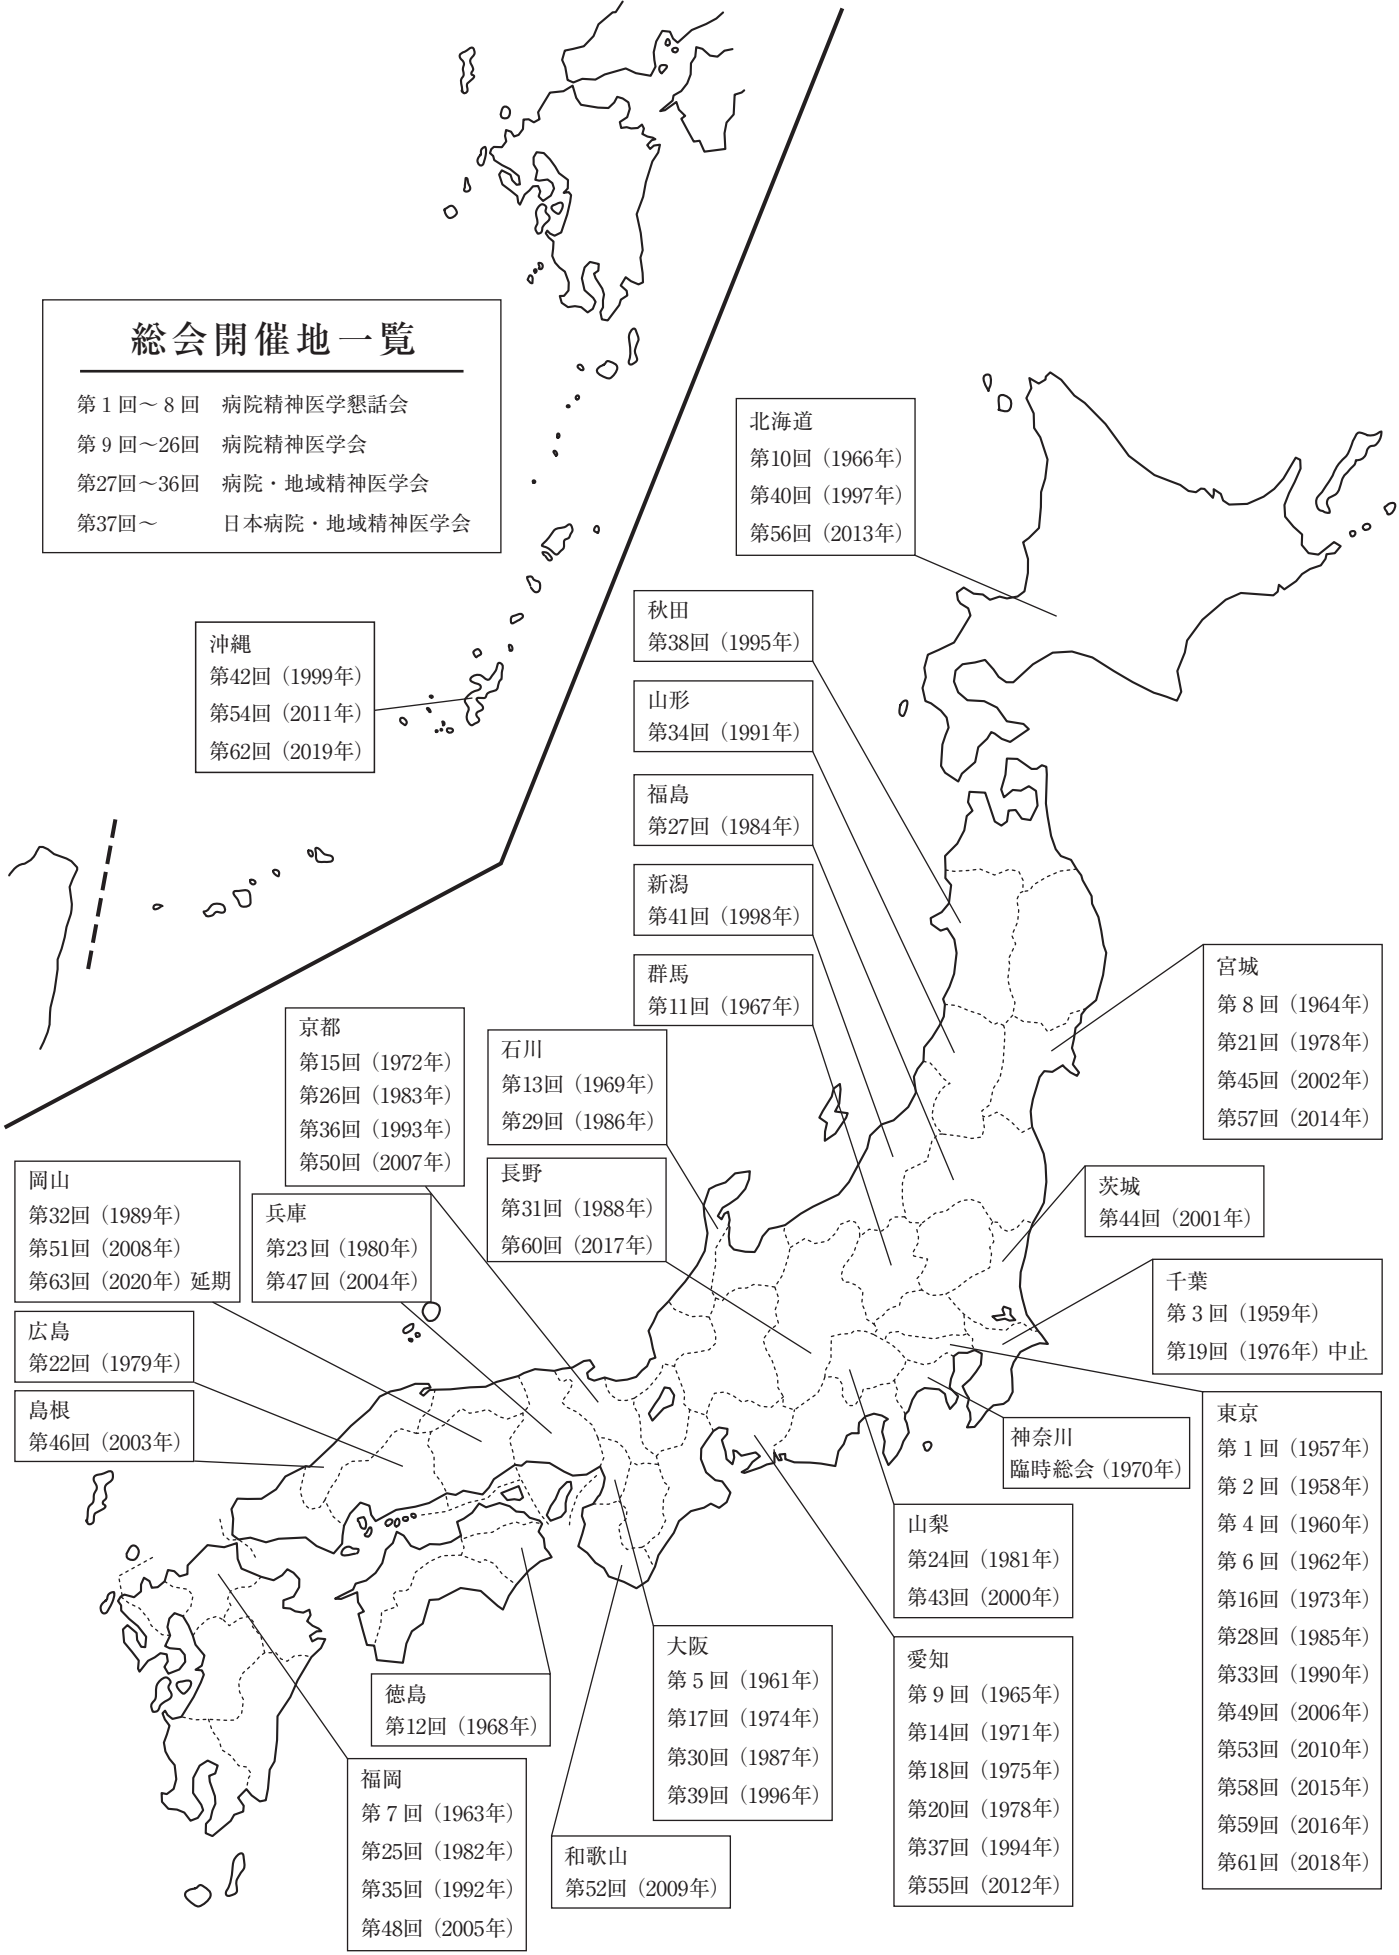 総会開催地一覧
第１回～８回　病院精神医学懇話会
第９回～26回　病院精神医学会
第27回～36回　病院・地域精神医学会
第37回～　日本病院・地域精神医学会
北海道
第10回（1966年）
第40回（1997年）
第56回（2013年）
沖縄
第42回（1999年）
第54回（2011年）
第62回（2019年）
秋田
第38回（1995年）
山形
第34回（1991年）
福島
第27回（1984年）
新潟
第41回（1998年）
群馬
第11回（1967年）
宮城
第８回（1964年）
第21回（1978年）
第45回（2002年）
第57回（2014年）
京都
第15回（1972年）
第26回（1983年）
第36回（1993年）
第50回（2007年）
石川
第13回（1969年）
第29回（1986年）
長野
第31回（1988年）
第60回（2017年）
岡山
第32回（1989年）
第51回（2008年）
第63回（2020年）延期
兵庫
第23回（1980年）
第47回（2004年）
茨城
第44回（2001年）
千葉
第３回（1959年）
第19回（1976年）中止
広島
第22回（1979年）
島根
第46回（2003年）
東京
第１回（1957年）
第２回（1958年）
第４回（1960年）
第６回（1962年）
第16回（1973年）
第28回（1985年）
第33回（1990年）
第49回（2006年）
第53回（2010年）
第58回（2015年）
第59回（2016年）
第61回（2018年）
神奈川
臨時総会（1970年）
山梨
第24回（1981年）
第43回（2000年）
愛知
第９回（1965年）
第14回（1971年）
第18回（1975年）
第20回（1978年）
第37回（1994年）
第55回（2012年）
大阪
第５回（1961年）
第17回（1974年）
第30回（1987年）
第39回（1996年）
徳島
第12回（1968年）
福岡
第７回（1963年）
第25回（1982年）
第35回（1992年）
第48回（2005年）
和歌山
第52回（2009年）